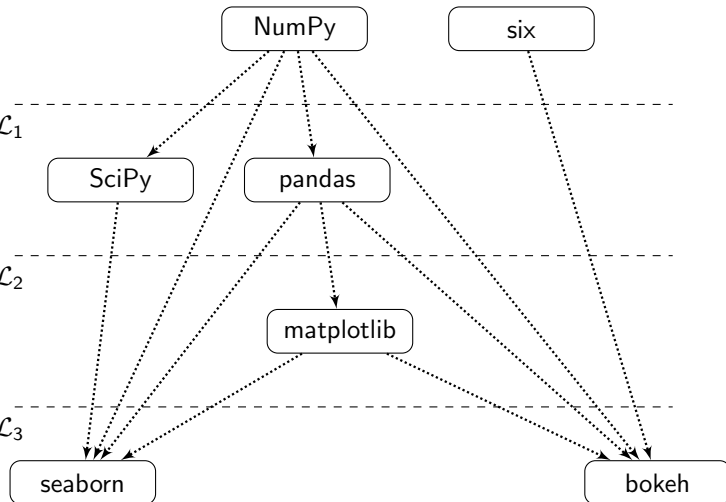 NumPy
six
ℒ1
SciPy
pandas
ℒ2
matplotlib
ℒ3
seaborn
bokeh